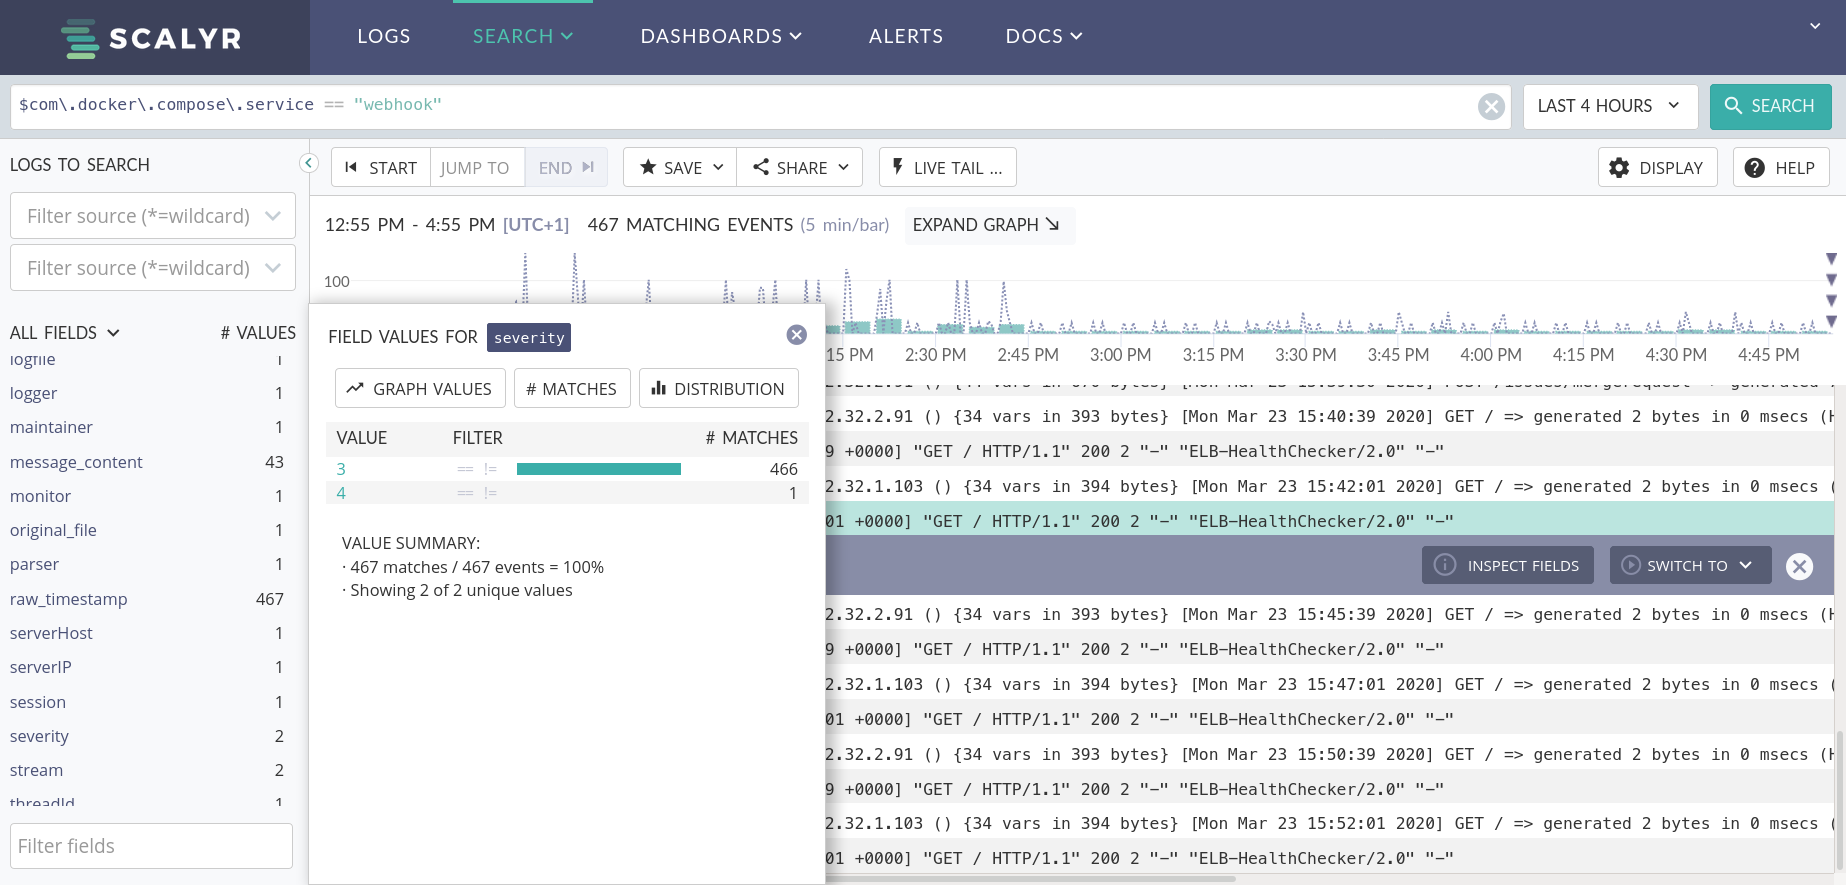 SCALYR
LOGS SEARCH DASHBOARDS ALERTS DOCS
$com\.docker\.compose\.service == "webhook"
LAST 4 HOURS
SEARCH
LOGS TO SEARCH
Filter source (*=wildcard)
Filter source (*=wildcard)
ALL FIELDS # VALUES
logfile 1
logger 1
maintainer 1
message_content 43
monitor 1
original_file 1
parser 1
raw_timestamp 467
serverHost 1
serverIP 1
session 1
severity 2
stream 2
threadId 1
Filter fields
START JUMP TO END SAVE SHARE LIVE TAIL ... DISPLAY HELP
12:55 PM - 4:55 PM [UTC+1] 467 MATCHING EVENTS (5 min/bar) EXPAND GRAPH
100
15 PM 2:30 PM 2:45 PM 3:00 PM 3:15 PM 3:30 PM 3:45 PM 4:00 PM 4:15 PM 4:30 PM 4:45 PM
FIELD VALUES FOR severity
GRAPH VALUES # MATCHES DISTRIBUTION
VALUE FILTER # MATCHES
3 == != 466
4 == != 1
VALUE SUMMARY:
· 467 matches / 467 events = 100%
· Showing 2 of 2 unique values
2.32.2.91 () {34 vars in 393 bytes} [Mon Mar 23 15:40:39 2020] GET / => generated 2 bytes in 0 msecs (H
9 +0000] "GET / HTTP/1.1" 200 2 "-" "ELB-HealthChecker/2.0" "-"
2.32.1.103 () {34 vars in 394 bytes} [Mon Mar 23 15:42:01 2020] GET / => generated 2 bytes in 0 msecs (
01 +0000] "GET / HTTP/1.1" 200 2 "-" "ELB-HealthChecker/2.0" "-"
INSPECT FIELDS SWITCH TO
2.32.2.91 () {34 vars in 393 bytes} [Mon Mar 23 15:45:39 2020] GET / => generated 2 bytes in 0 msecs (H
9 +0000] "GET / HTTP/1.1" 200 2 "-" "ELB-HealthChecker/2.0" "-"
2.32.1.103 () {34 vars in 394 bytes} [Mon Mar 23 15:47:01 2020] GET / => generated 2 bytes in 0 msecs (
01 +0000] "GET / HTTP/1.1" 200 2 "-" "ELB-HealthChecker/2.0" "-"
2.32.2.91 () {34 vars in 393 bytes} [Mon Mar 23 15:50:39 2020] GET / => generated 2 bytes in 0 msecs (H
9 +0000] "GET / HTTP/1.1" 200 2 "-" "ELB-HealthChecker/2.0" "-"
2.32.1.103 () {34 vars in 394 bytes} [Mon Mar 23 15:52:01 2020] GET / => generated 2 bytes in 0 msecs (
01 +0000] "GET / HTTP/1.1" 200 2 "-" "ELB-HealthChecker/2.0" "-"